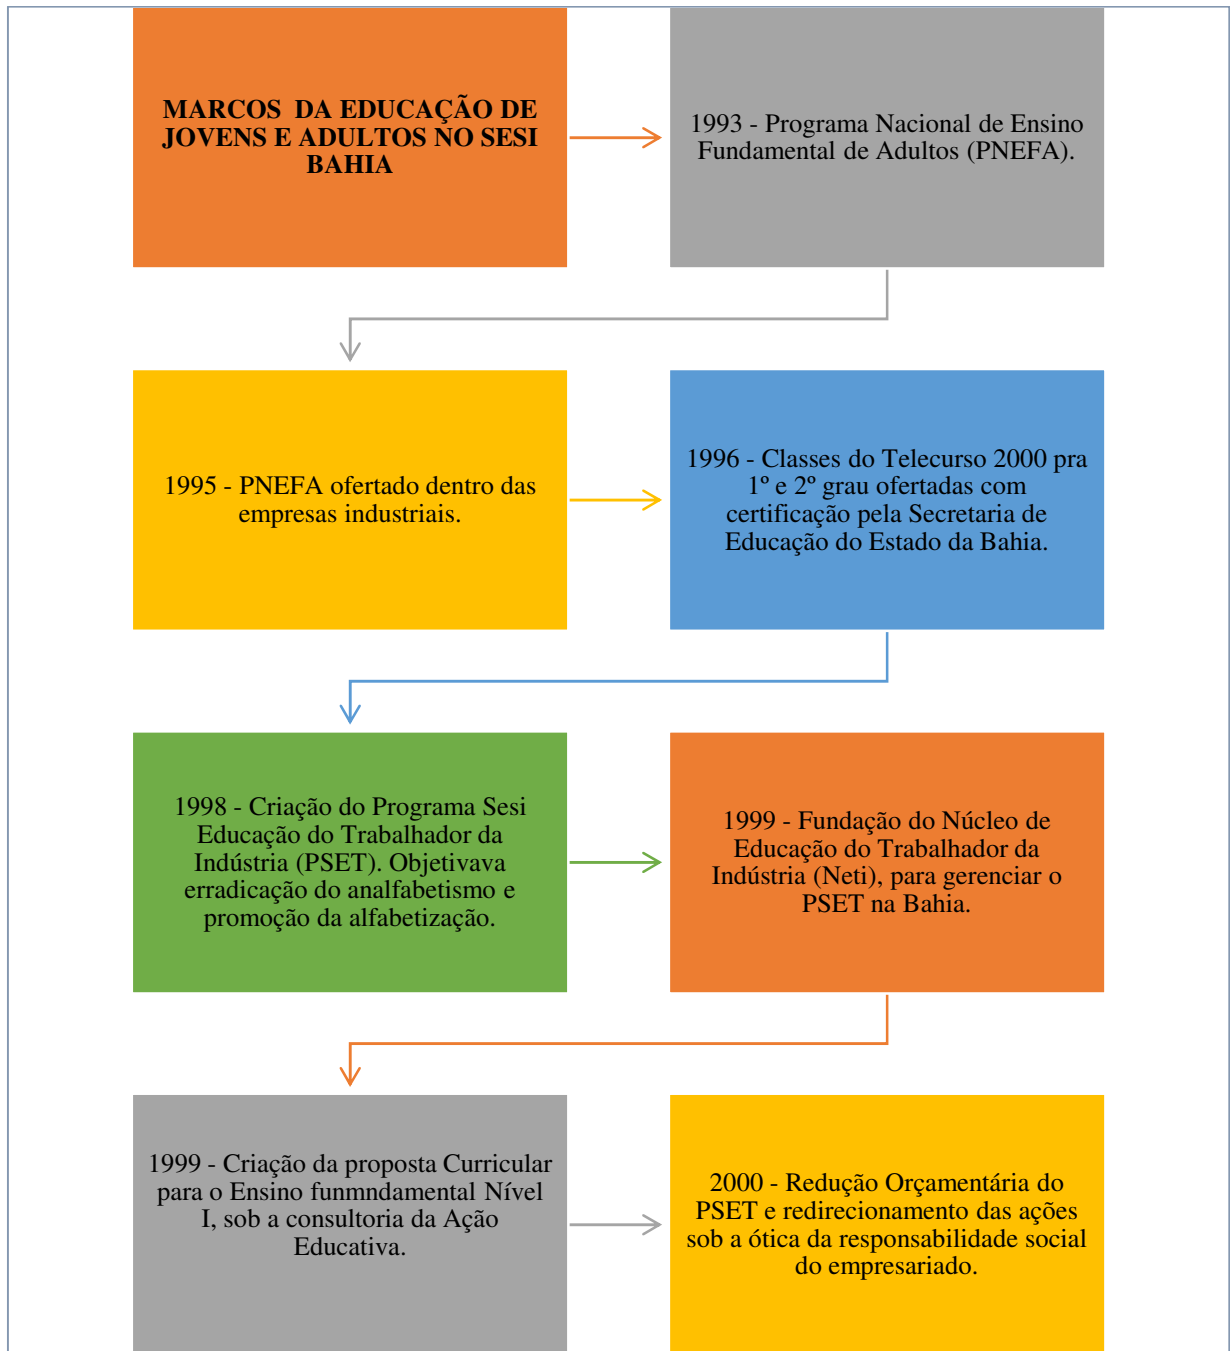 MARCOS DA EDUCAÇÃO DE
JOVENS E ADULTOS NO SESI
BAHIA
1993 - Programa Nacional de Ensino
Fundamental de Adultos (PNEFA).
1995 - PNEFA ofertado dentro das
empresas industriais.
1996 - Classes do Telecurso 2000 pra
1º e 2º grau ofertadas com
certificação pela Secretaria de
Educação do Estado da Bahia.
1998 - Criação do Programa Sesi
Educação do Trabalhador da
Indústria (PSET). Objetivava
erradicação do analfabetismo e
promoção da alfabetização.
1999 - Fundação do Núcleo de
Educação do Trabalhador da
Indústria (Neti), para gerenciar o
PSET na Bahia.
1999 - Criação da proposta Curricular
para o Ensino funmndamental Nível
I, sob a consultoria da Ação
Educativa.
2000 - Redução Orçamentária do
PSET e redirecionamento das ações
sob a ótica da responsabilidade social
do empresariado.